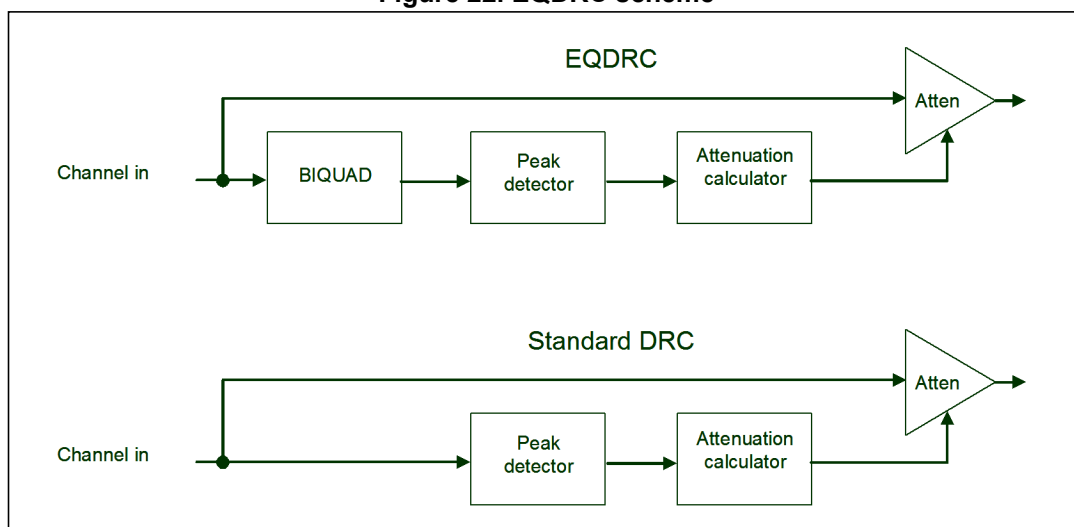 Figure 22. EQDRC scheme
EQDRC
Atten
Channel in
BIQUAD
Peak
detector
Attenuation
calculator
Standard DRC
Atten
Channel in
Peak
detector
Attenuation
calculator